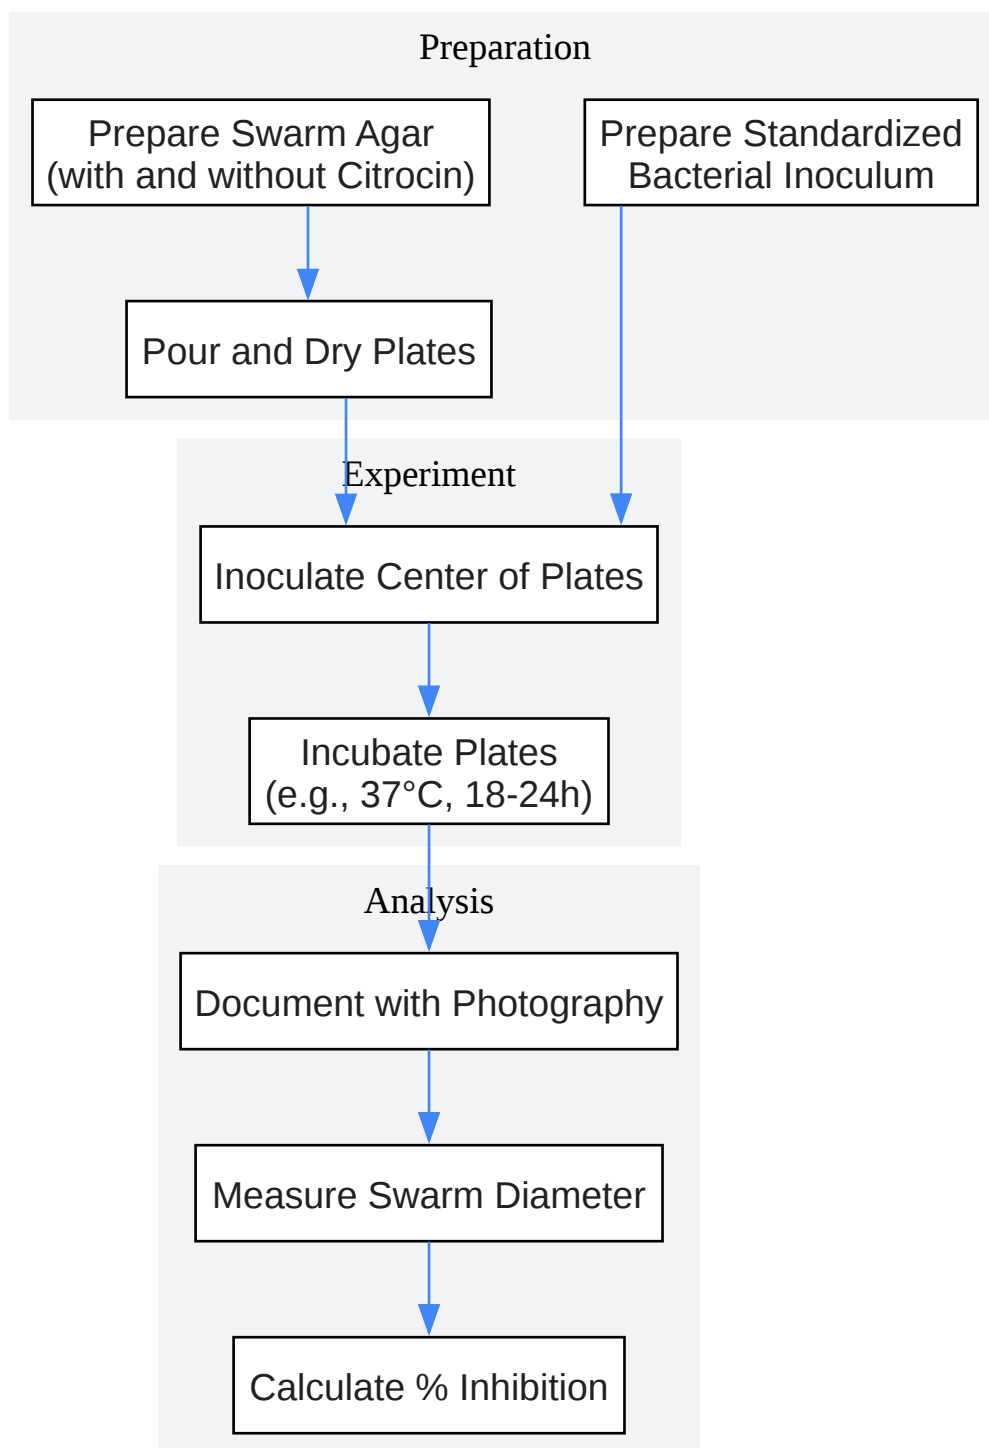 Preparation
Prepare Swarm Agar
(with and without Citrocin)
Prepare Standardized
Bacterial Inoculum
Pour and Dry Plates
Experiment
Inoculate Center of Plates
Incubate Plates
(e.g., 37°C, 18-24h)
Analysis
Document with Photography
Measure Swarm Diameter
Calculate % Inhibition